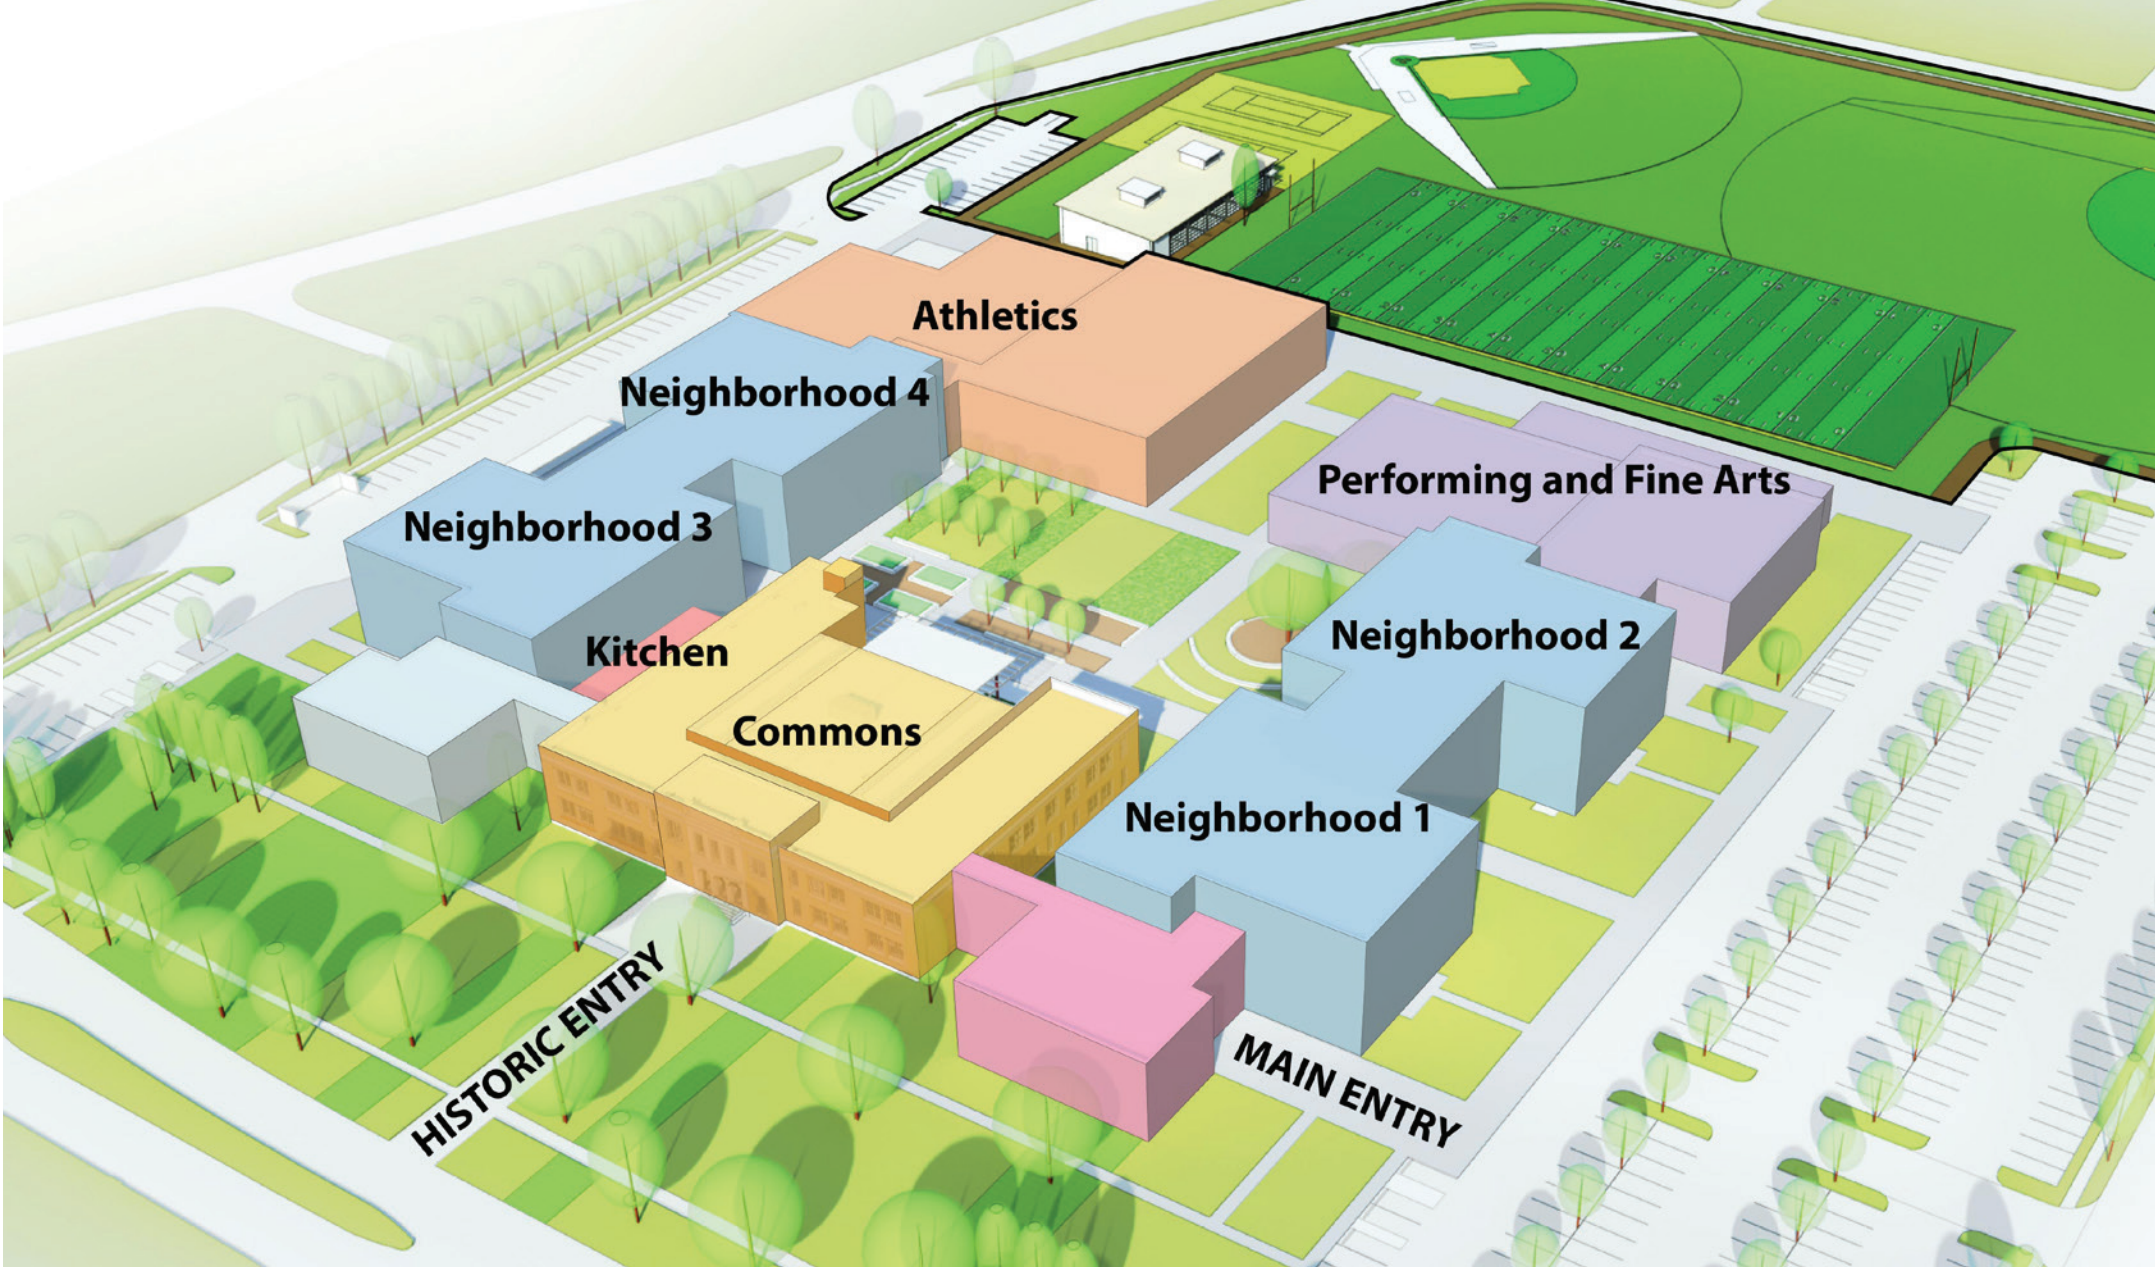 Athletics
Neighborhood 4
Performing and Fine Arts
Neighborhood 3
Neighborhood 2
Kitchen
Commons
Neighborhood 1
HISTORIC ENTRY
MAIN ENTRY